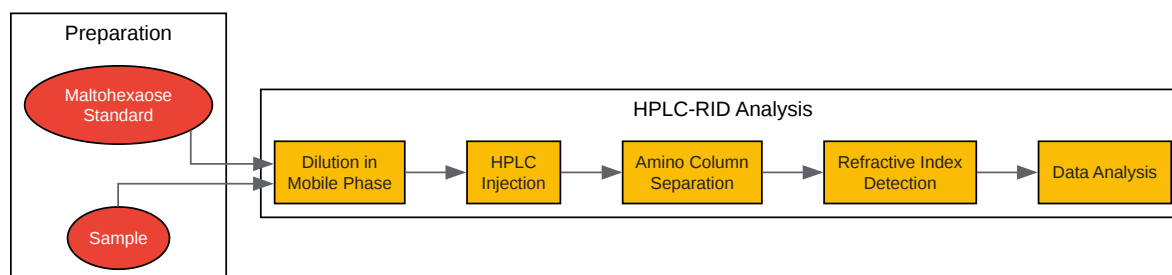 Preparation
Maltohexaose
Standard
Sample
HPLC-RID Analysis
Dilution in
Mobile Phase
HPLC
Injection
Amino Column
Separation
Refractive Index
Detection
Data Analysis